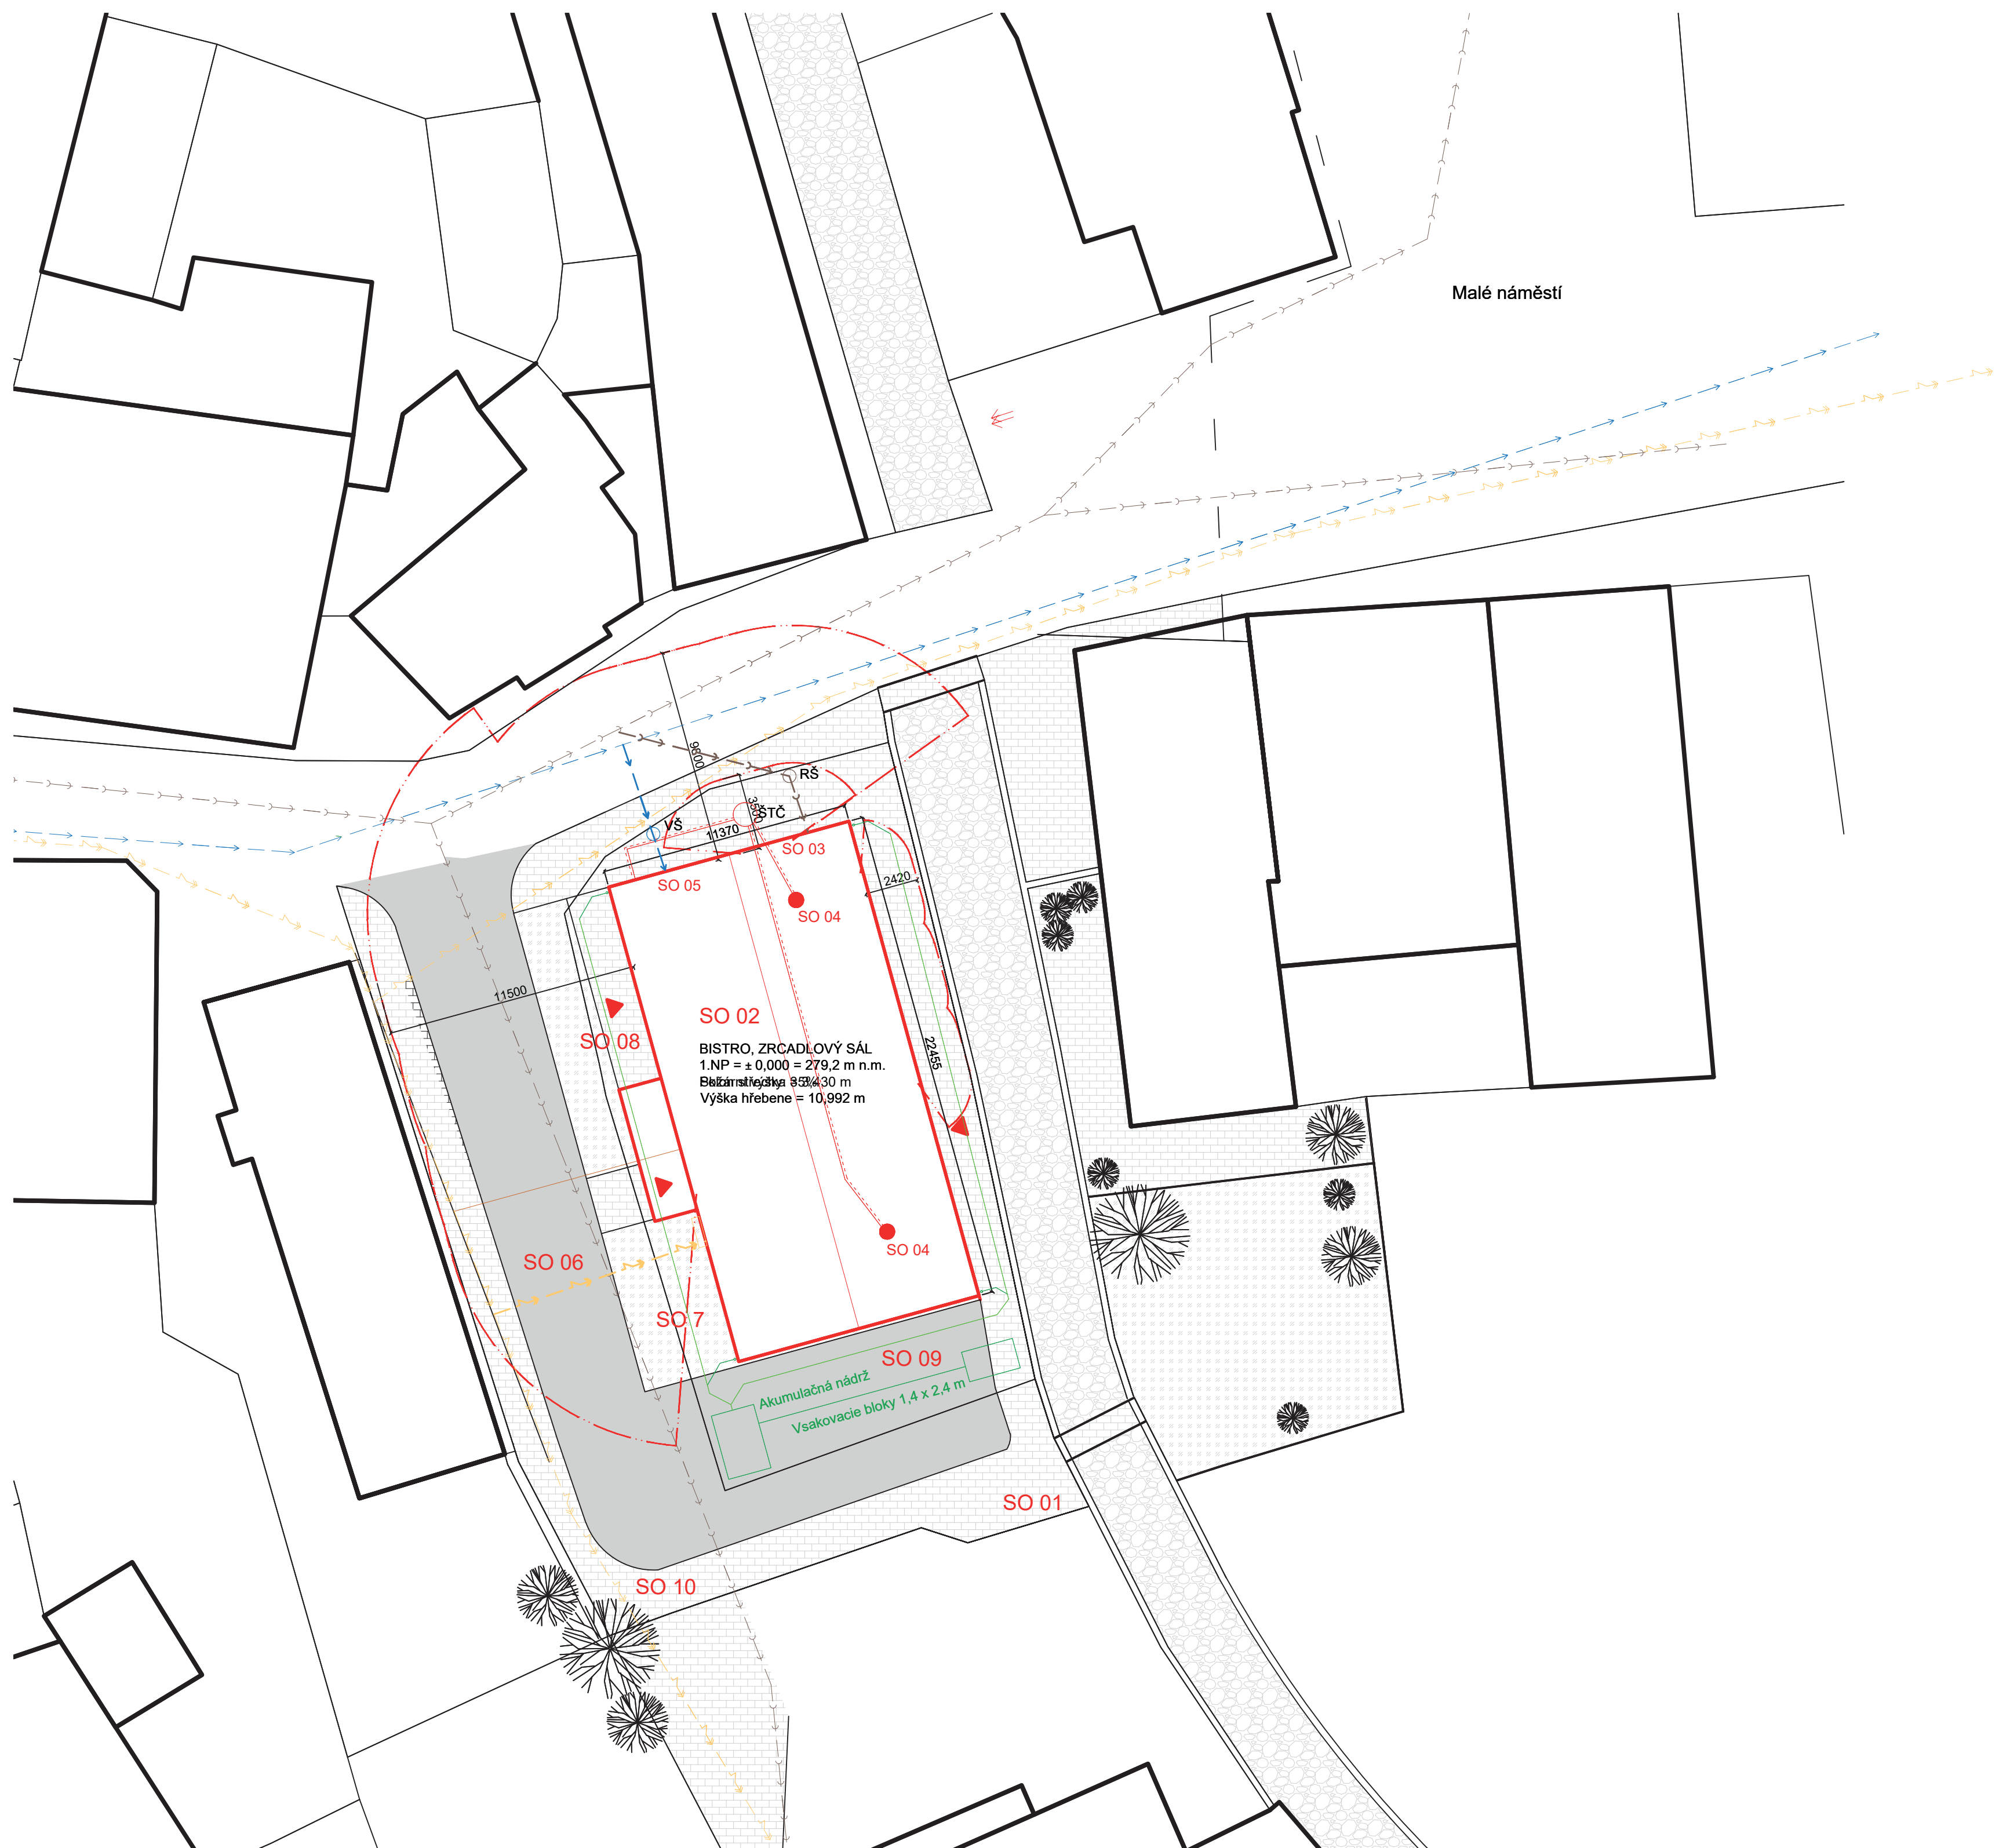 Malé náměstí
9800
RŠ
3500
ŠTČ
VŠ
11370
SO 03
SO 05
2420
SO 04
11500
SO 02
SO 08
BISTRO, ZRCADLOVÝ SÁL
1.NP = ± 0,000 = 279,2 m n.m.
Výška hřebene = 10,992 m
22455
SO 04
SO 06
SO 7
SO 09
Akumulačná nádrž
Vsakovacie bloky 1,4 x 2,4 m
SO 01
SO 10